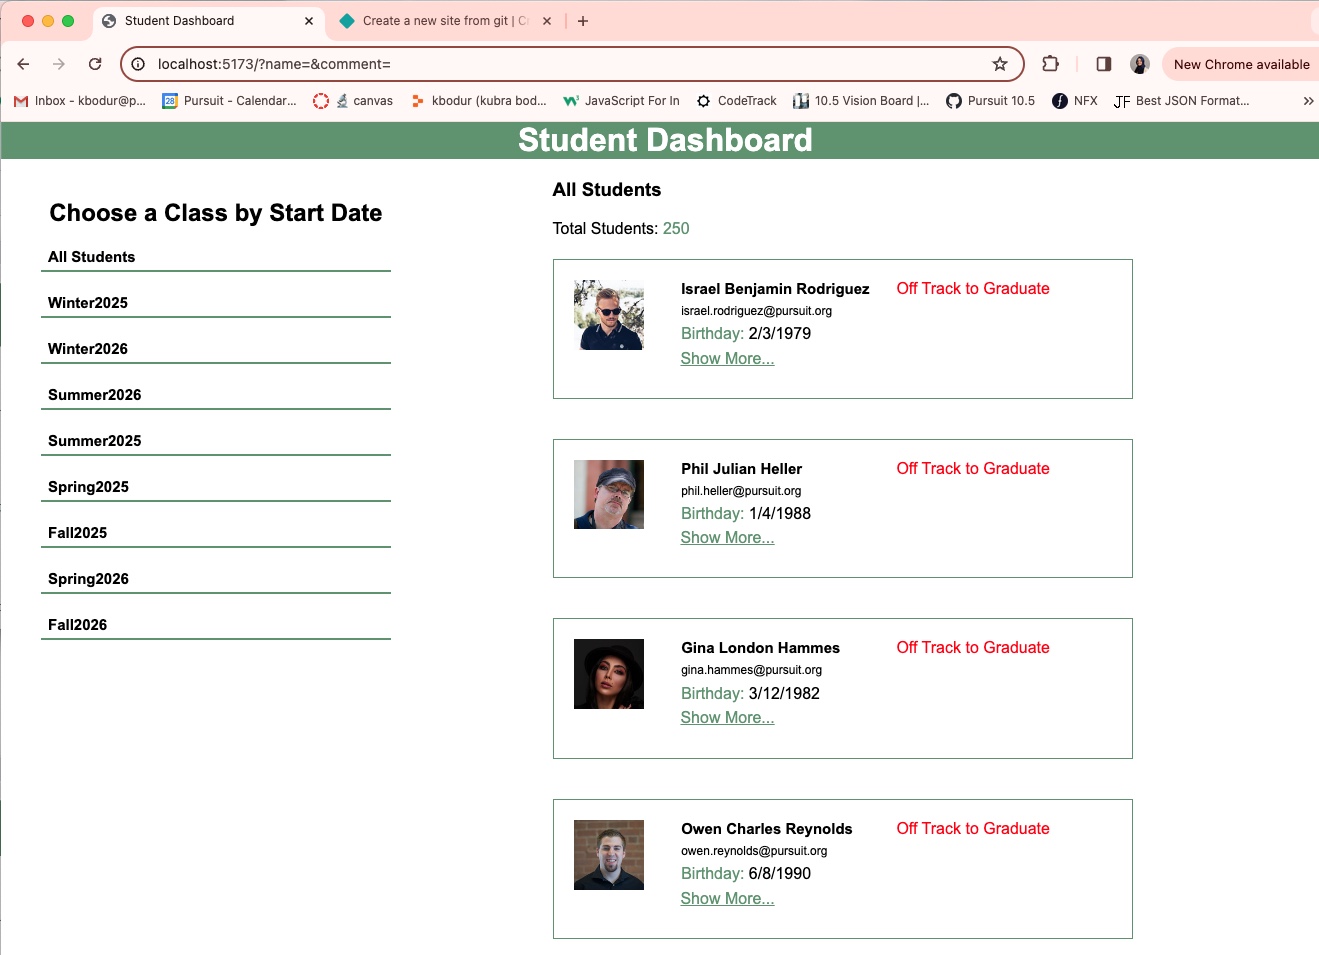 Student Dashboard
Create a new site from git |
localhost:5173/?name=&comment=
New Chrome available
Inbox - kbodur@p...
28
Pursuit - Calendar...
canvas
kbodur (kubra bod...
JavaScript For In
CodeTrack
10.5 Vision Board |...
Pursuit 10.5
NFX
JF
Best JSON Format...
Student Dashboard
Choose a Class by Start Date
All Students
Winter2025
Winter2026
Summer2026
Summer2025
Spring2025
Fall2025
Spring2026
Fall2026
All Students
Total Students: 250
Israel Benjamin Rodriguez
Off Track to Graduate
israel.rodriguez@pursuit.org
Birthday: 2/3/1979
Show More...
Phil Julian Heller
Off Track to Graduate
phil.heller@pursuit.org
Birthday: 1/4/1988
Show More...
Gina London Hammes
Off Track to Graduate
gina.hammes@pursuit.org
Birthday: 3/12/1982
Show More...
Owen Charles Reynolds
Off Track to Graduate
owen.reynolds@pursuit.org
Birthday: 6/8/1990
Show More...